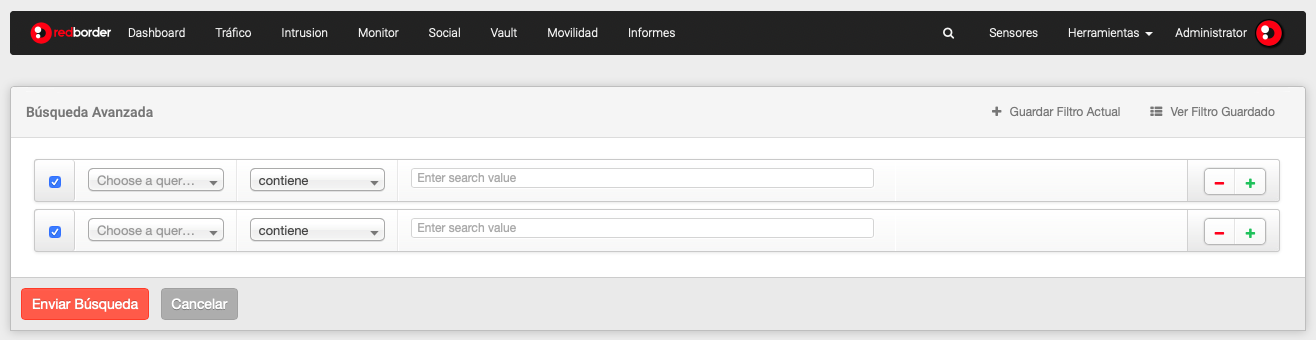 redborder Dashboard Tráfico Intrusion Monitor Social Vault Movilidad Informes Sensores Herramientas Administrator
Búsqueda Avanzada Guardar Filtro Actual Ver Filtro Guardado
Choose a quer... contiene Enter search value
Choose a quer... contiene Enter search value
Enviar Búsqueda Cancelar